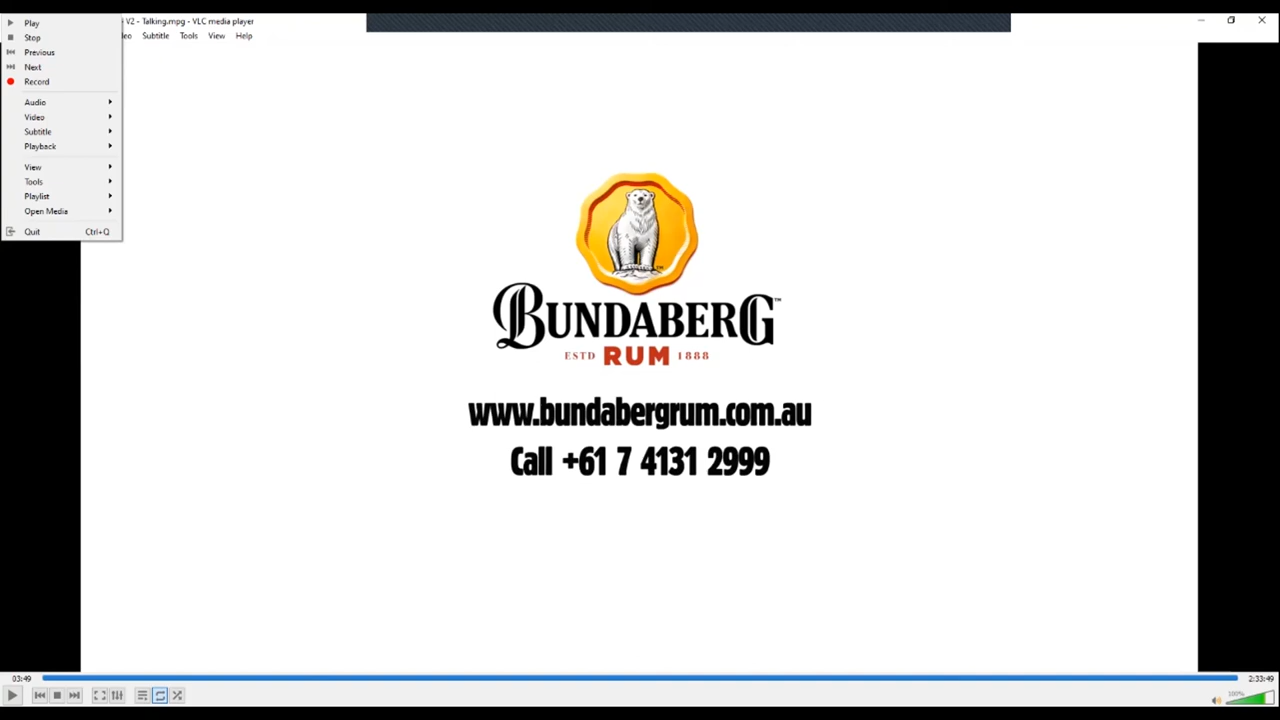 V2 - Talking.mpg - VLC media player
Subtitle Tools View Help
Play
Stop
Previous
Next
Record
Audio
Video
Subtitle
Playback
View
Tools
Playlist
Open Media
Quit Ctrl+Q
BUNDABERG™
ESTD RUM 1888
www.bundabergrum.com.au
Call +61 7 4131 2999
03:49
2:33:49
100%